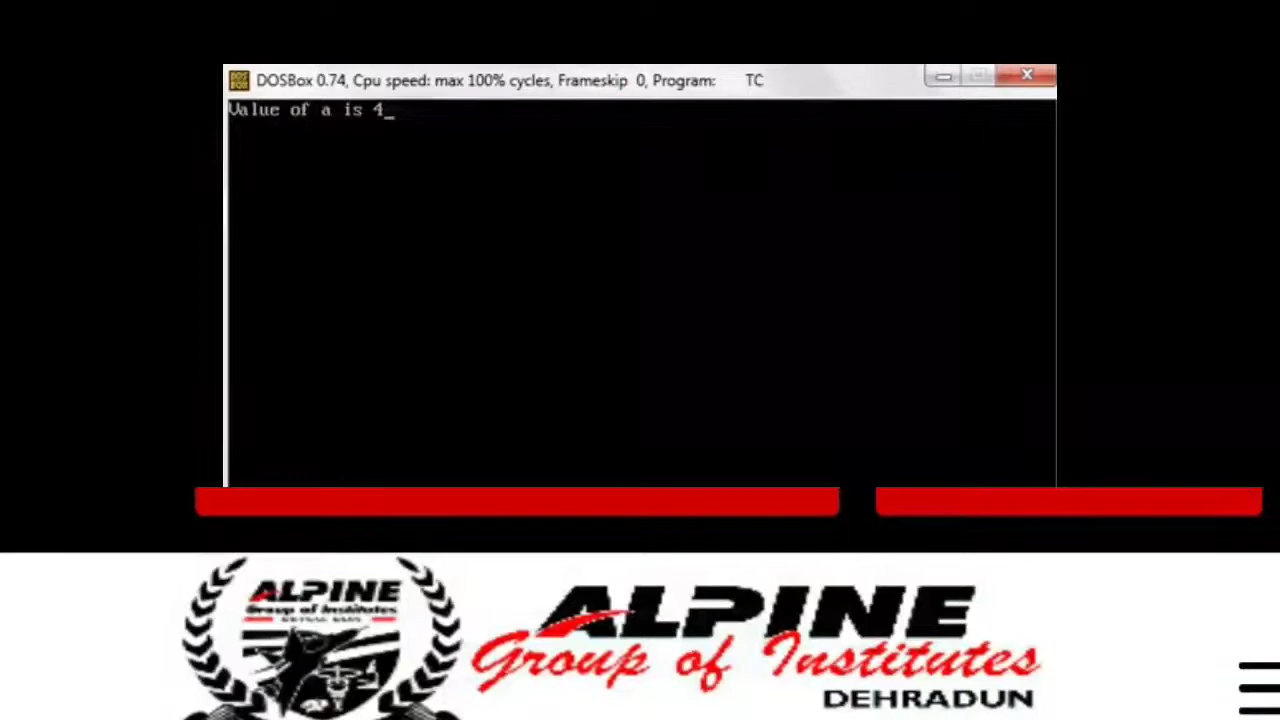 DOSBox 0.74, Cpu speed: max 100% cycles, Frameskip 0, Program: TC
Value of a is 4_
ALPINE
Group of Institutes
ALPINE
Group of Institutes
DEHRADUN